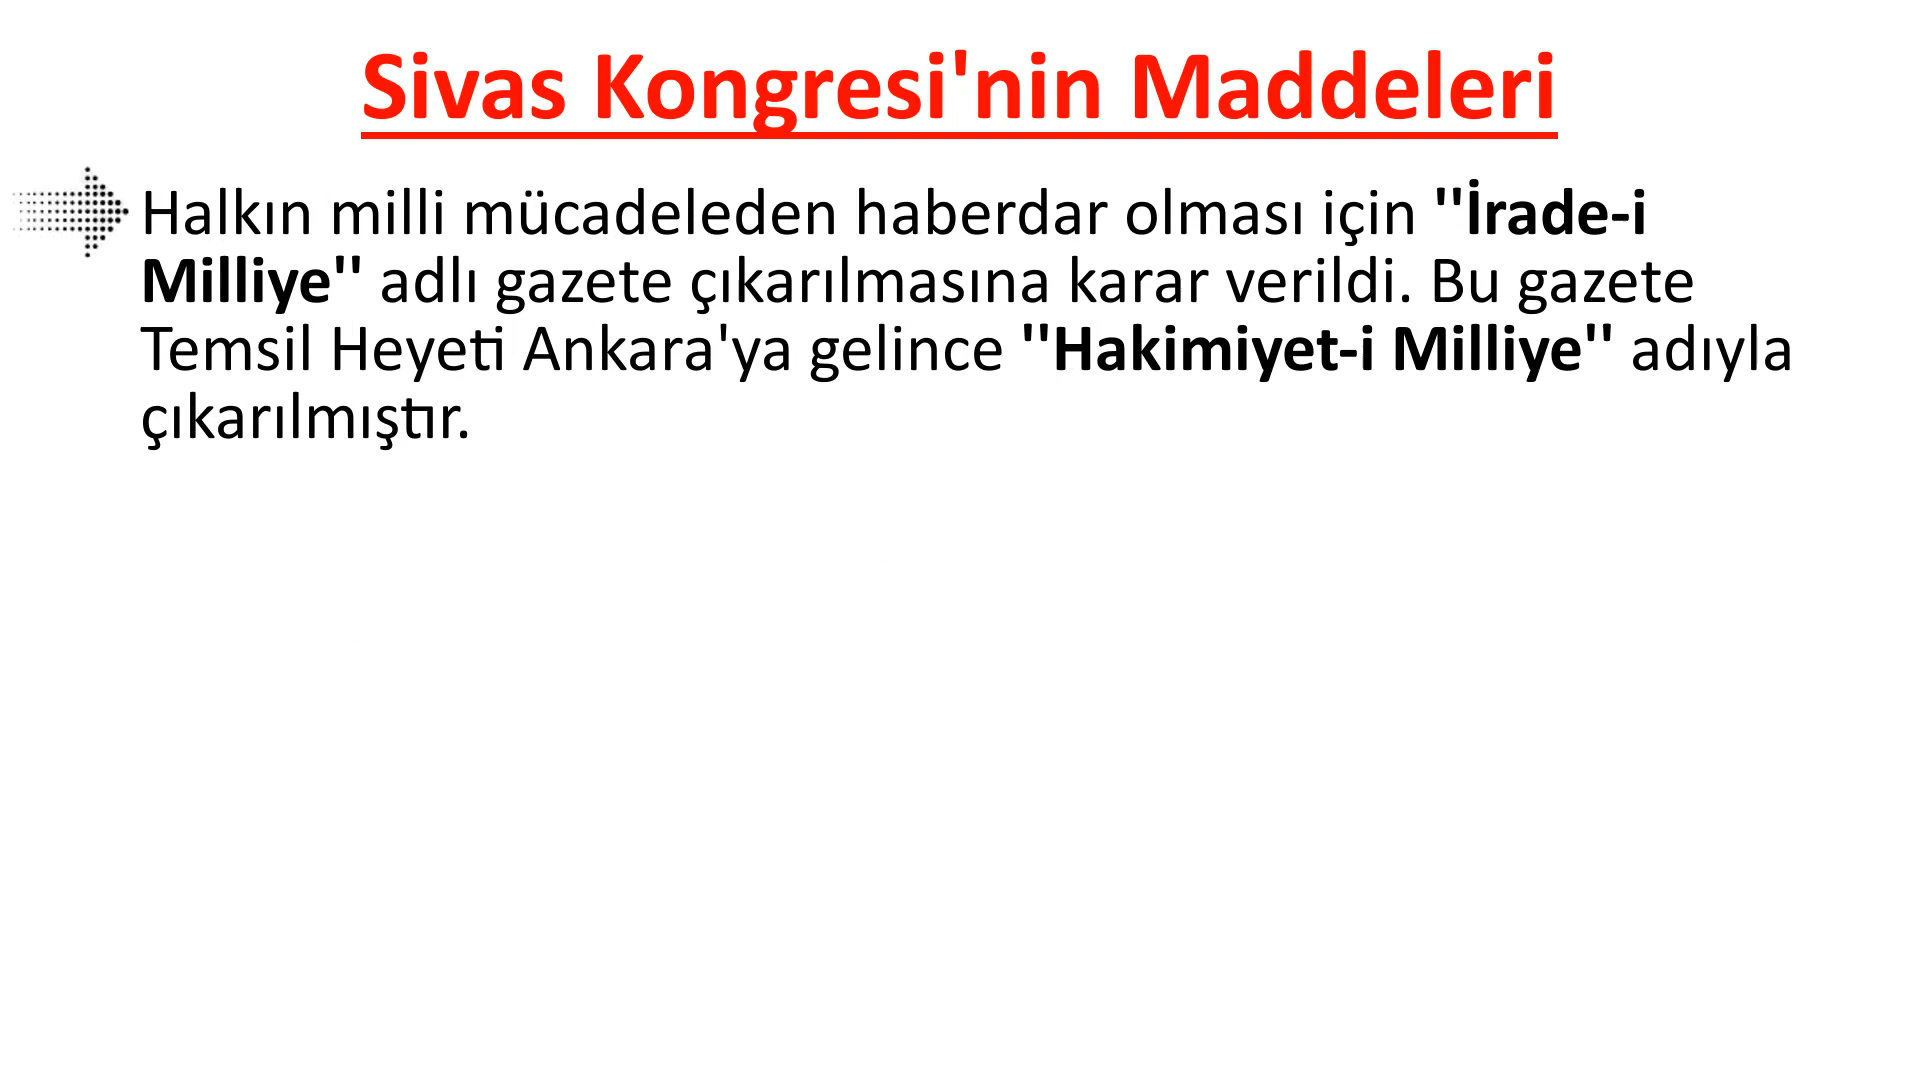 Sivas Kongresi'nin Maddeleri
Halkın milli mücadeleden haberdar olması için ''İrade-i
Milliye'' adlı gazete çıkarılmasına karar verildi. Bu gazete
Temsil Heyeti Ankara'ya gelince ''Hakimiyet-i Milliye'' adıyla
çıkarılmıştır.